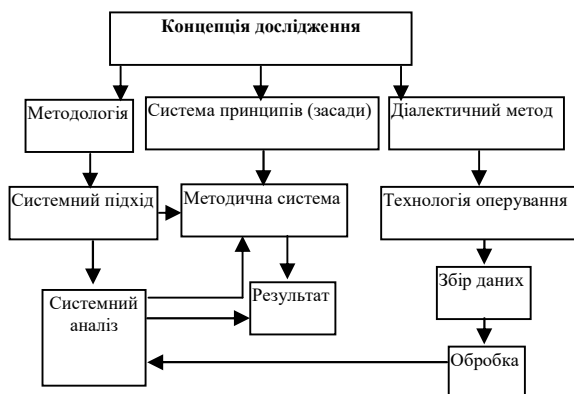 Концепція дослідження
Методологія
Система принципів (засади)
Діалектичний метод
Системний підхід
Методична система
Технологія оперування
Системний
аналіз
Результат
Збір даних
Обробка